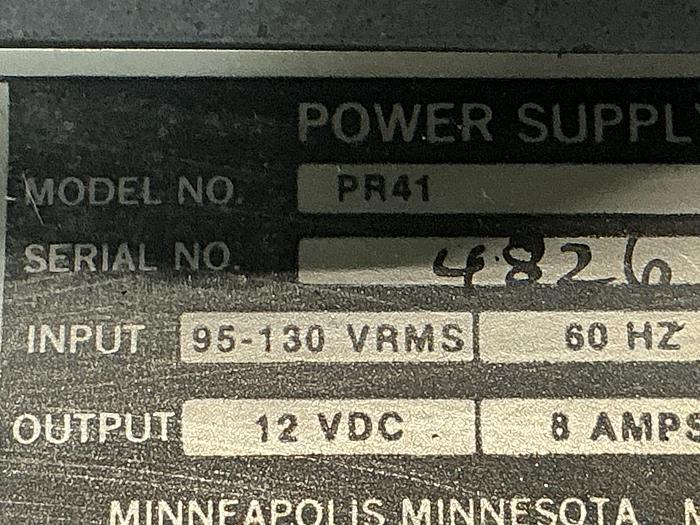 POWER SUPPL
MODEL NO. PR41
SERIAL NO. 4826
INPUT 95-130 VRMS 60 HZ
OUTPUT 12 VDC . 8 AMPS
MINNEAPOLIS MINNESOTA